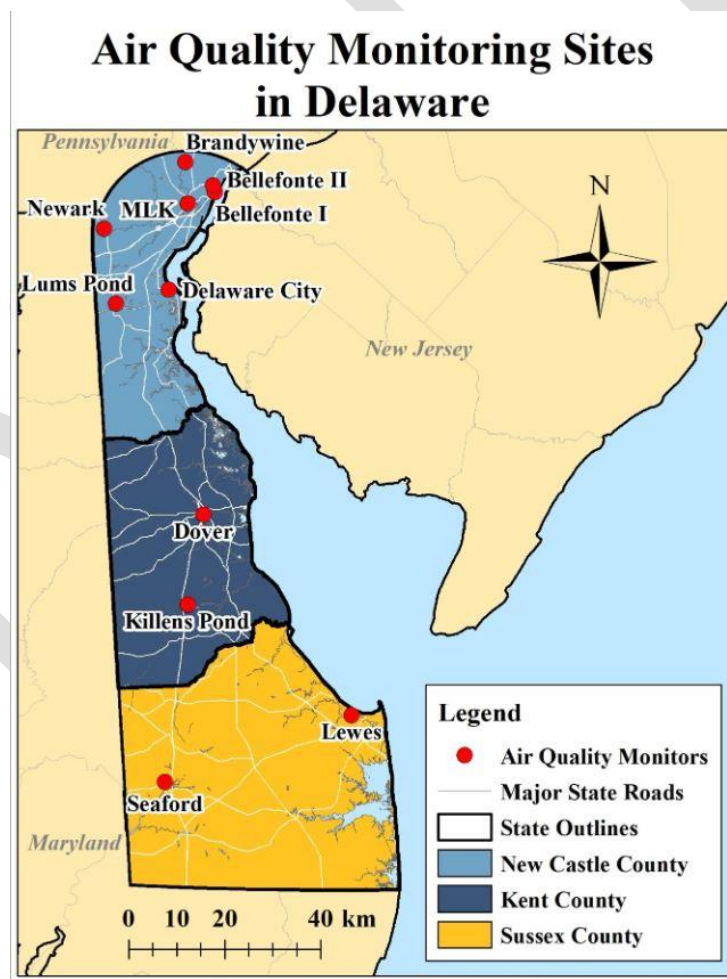 Air Quality Monitoring Sites
in Delaware
Pennsylvania
Brandywine
Bellefonte II
Newark
MLK
Bellefonte I
Lums Pond
Delaware City
New Jersey
N
Dover
Killens Pond
Lewes
Seaford
Maryland
0 10 20 40 km
Legend
Air Quality Monitors
Major State Roads
State Outlines
New Castle County
Kent County
Sussex County